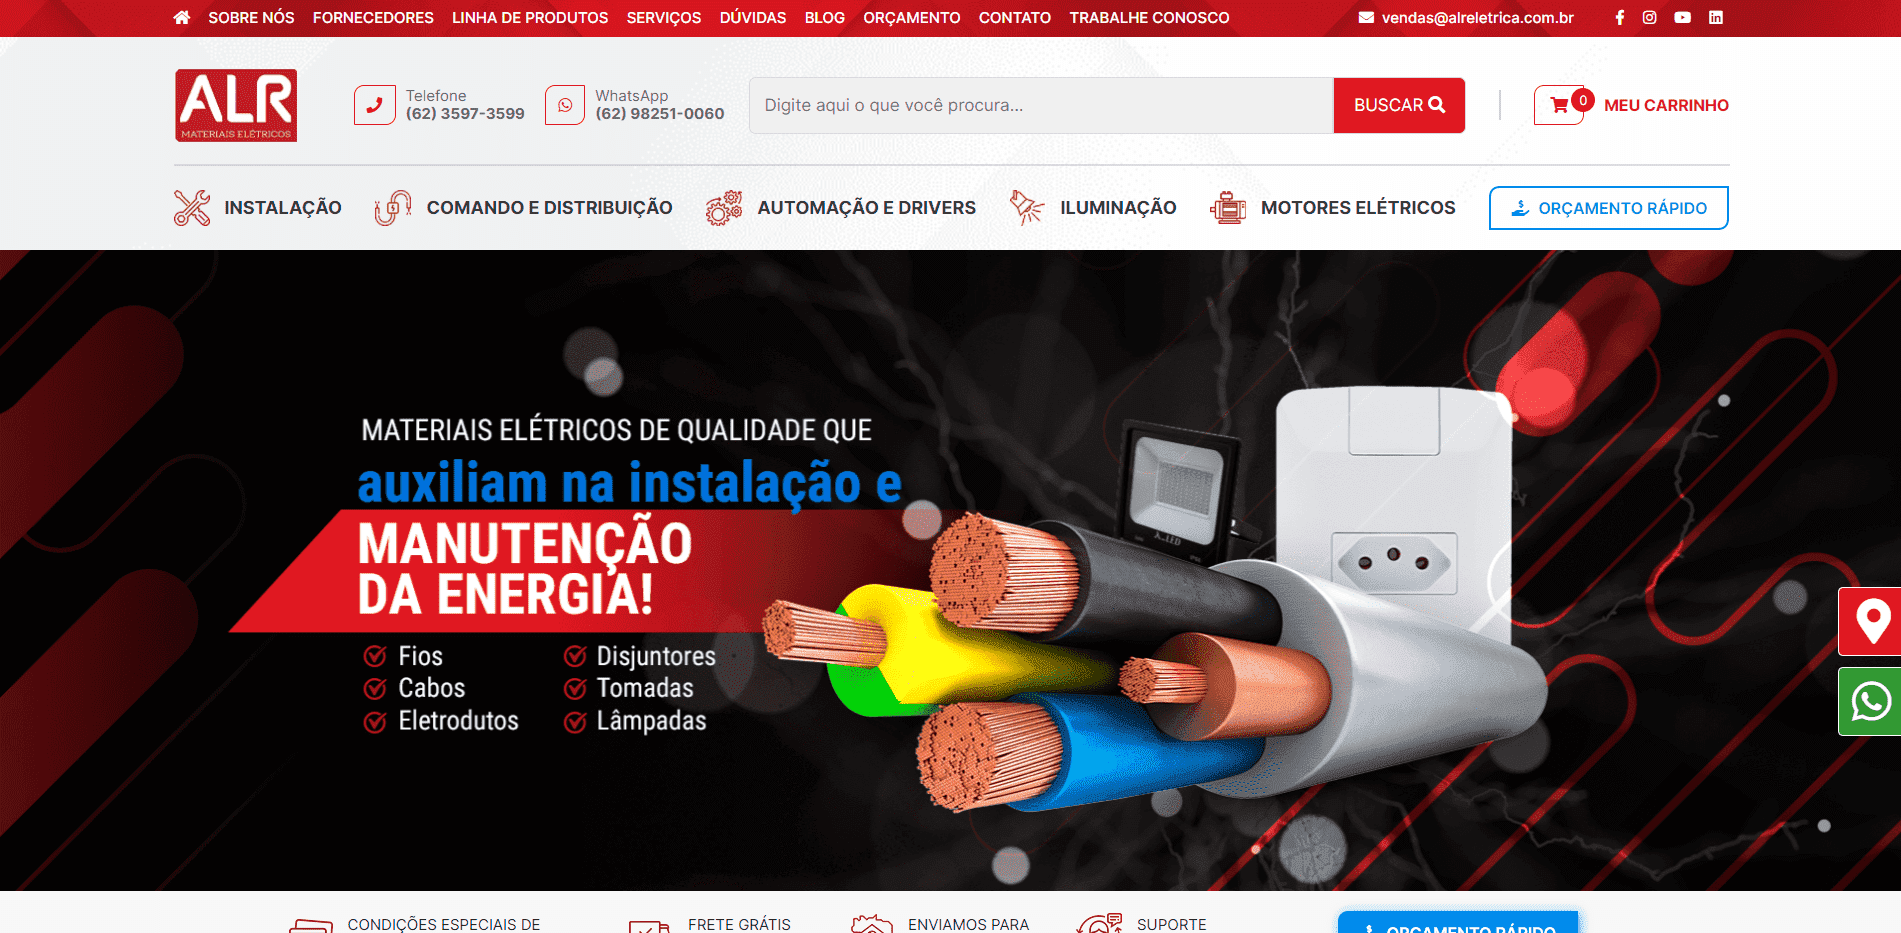 SOBRE NÓS FORNECEDORES LINHA DE PRODUTOS SERVIÇOS DÚVIDAS BLOG ORÇAMENTO CONTATO TRABALHE CONOSCO vendas@alreletrica.com.br
ALR
MATERIAIS ELÉTRICOS
Telefone
(62) 3597-3599
WhatsApp
(62) 98251-0060
Digite aqui o que você procura...
BUSCAR
0
MEU CARRINHO
INSTALAÇÃO COMANDO E DISTRIBUIÇÃO AUTOMAÇÃO E DRIVERS ILUMINAÇÃO MOTORES ELÉTRICOS ORÇAMENTO RÁPIDO
MATERIAIS ELÉTRICOS DE QUALIDADE QUE
auxiliam na instalação e
MANUTENÇÃO
DA ENERGIA!
Fios
Cabos
Eletrodutos
Disjuntores
Tomadas
Lâmpadas
CONDIÇÕES ESPECIAIS DE
FRETE GRÁTIS
ENVIAMOS PARA
SUPORTE
ORÇAMENTO RÁPIDO